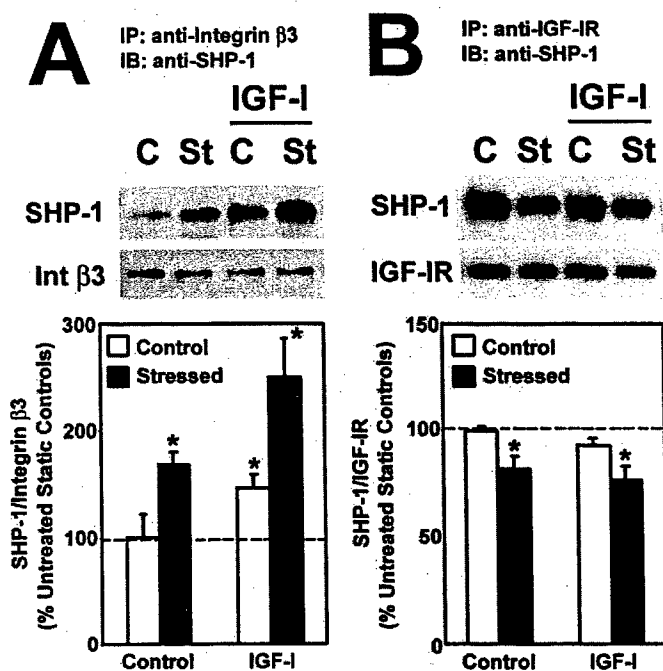 A
IP: anti-Integrin β3
IB: anti-SHP-1
IGF-I
C St C St
SHP-1
Int β3
300
200
100
0
SHP-1/Integrin β3
(% Untreated Static Controls)
Control
Stressed
*
*
*
Control IGF-I
B
IP: anti-IGF-IR
IB: anti-SHP-1
IGF-I
C St C St
SHP-1
IGF-IR
150
100
50
0
SHP-1/IGF-IR
(% Untreated Static Controls)
Control
Stressed
*
*
Control IGF-I